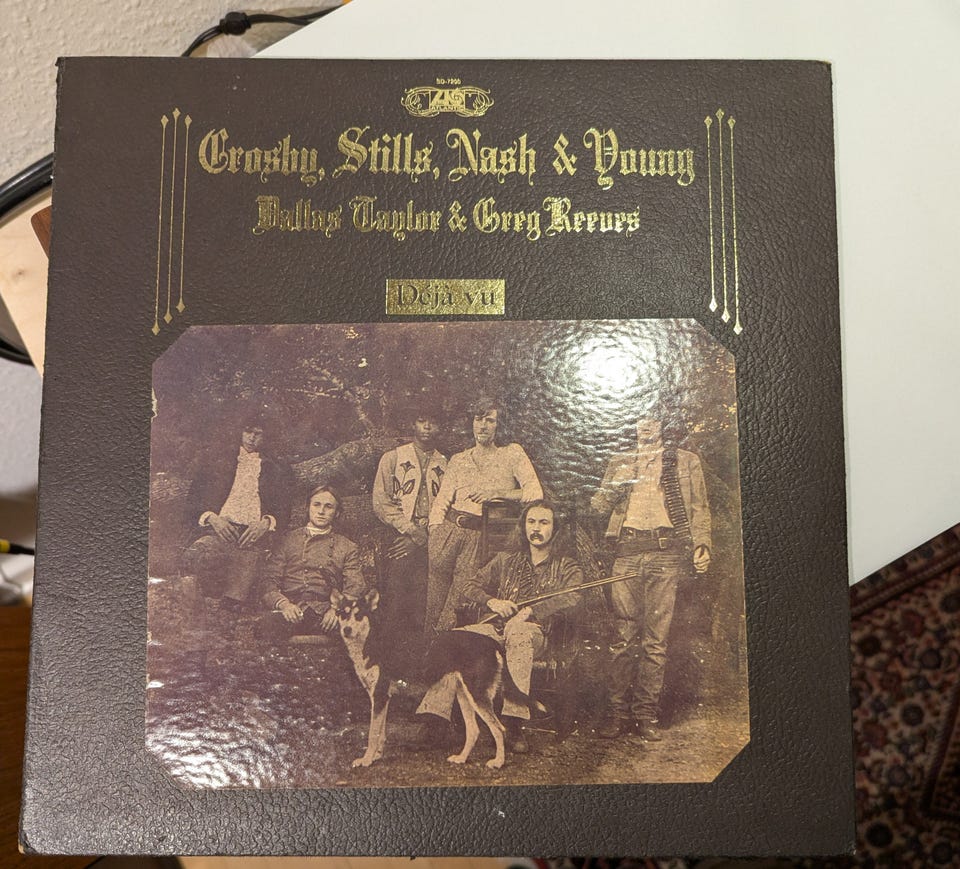 SD-7200
ATLANTIC
Crosby, Stills, Nash & Young
Dallas Taylor & Greg Reeves
Déjà vu